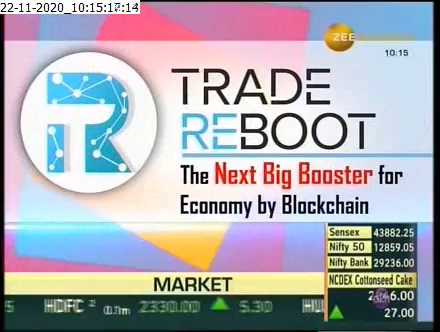 22-11-2020_10:15:17:14
ZEE
10:15
TRADE
REBOOT
The Next Big Booster for
Economy by Blockchain
Sensex 43882.25
Nifty 50 12859.05
Nifty Bank 29236.00
MARKET
NCDEX Cottonseed Cake
27.00
HDFC 2330.00 ▲ 5.30